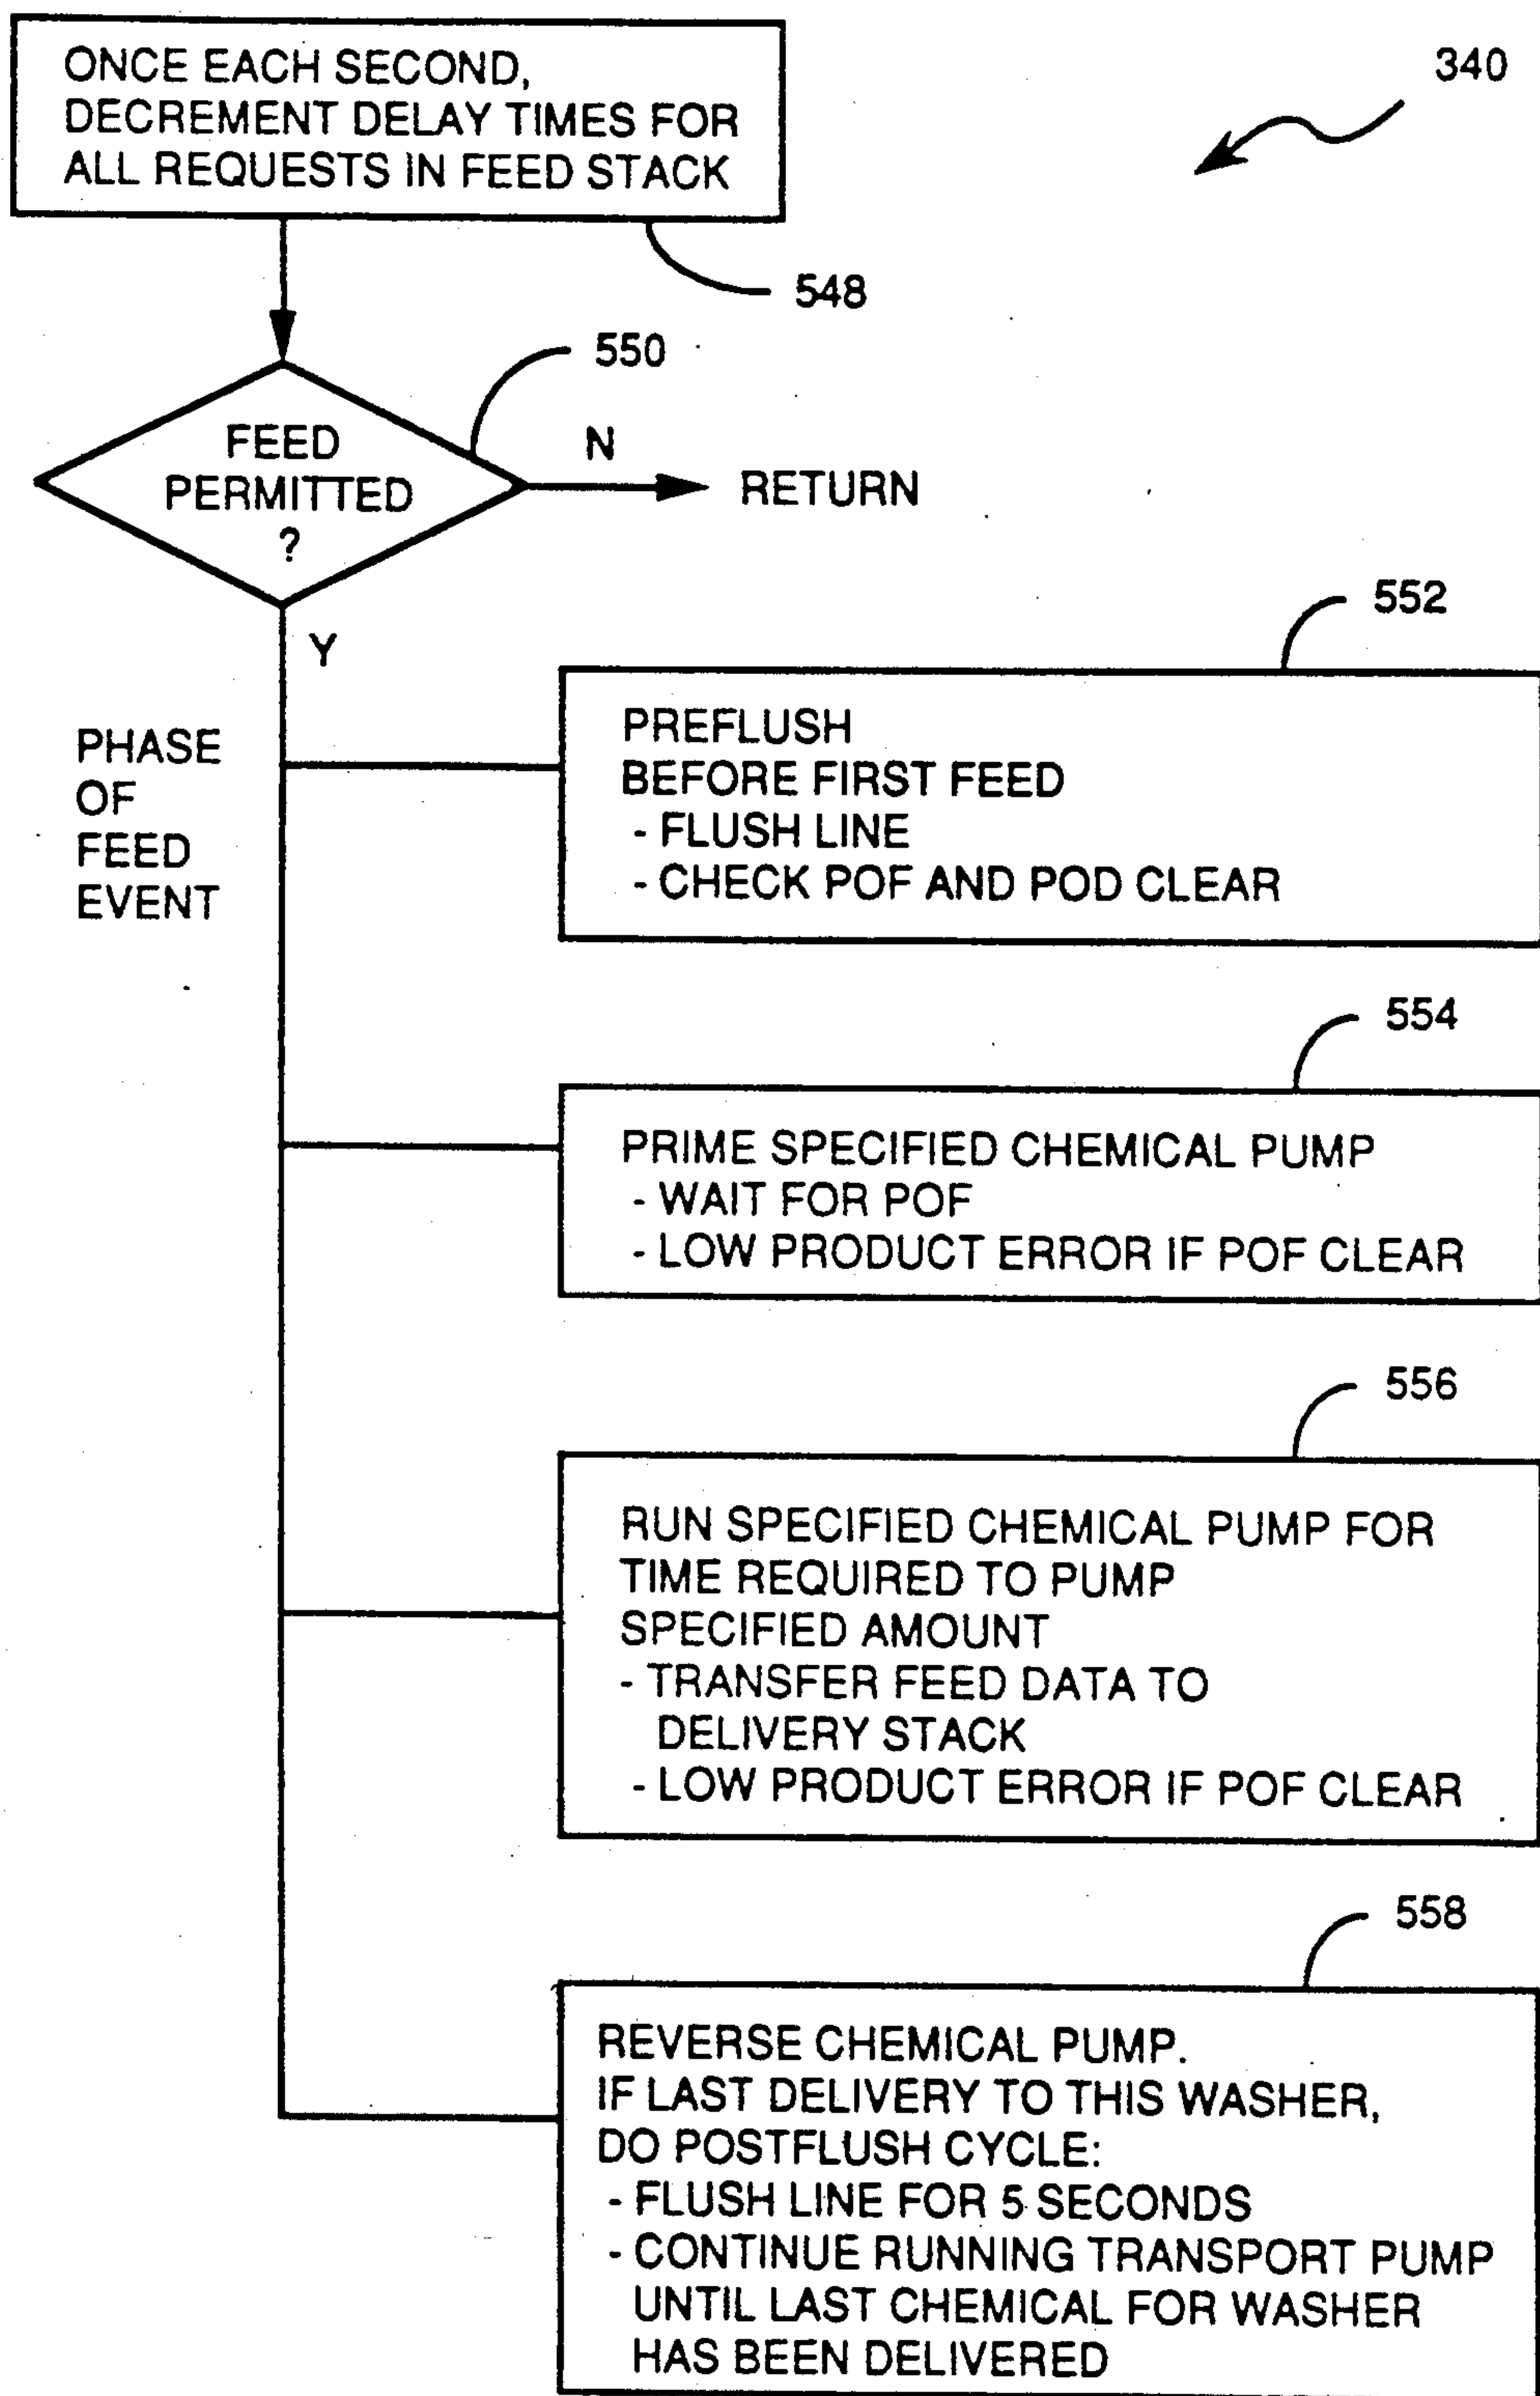 ONCE EACH SECOND,
DECREMENT DELAY TIMES FOR
ALL REQUESTS IN FEED STACK
340
548
550
FEED
PERMITTED
?
N
RETURN
Y
552
PHASE
OF
FEED
EVENT
PREFLUSH
BEFORE FIRST FEED
- FLUSH LINE
- CHECK POF AND POD CLEAR
554
PRIME SPECIFIED CHEMICAL PUMP
- WAIT FOR POF
- LOW PRODUCT ERROR IF POF CLEAR
556
RUN SPECIFIED CHEMICAL PUMP FOR
TIME REQUIRED TO PUMP
SPECIFIED AMOUNT
- TRANSFER FEED DATA TO
DELIVERY STACK
- LOW PRODUCT ERROR IF POF CLEAR
558
REVERSE CHEMICAL PUMP.
IF LAST DELIVERY TO THIS WASHER,
DO POSTFLUSH CYCLE:
- FLUSH LINE FOR 5 SECONDS
- CONTINUE RUNNING TRANSPORT PUMP
UNTIL LAST CHEMICAL FOR WASHER
HAS BEEN DELIVERED